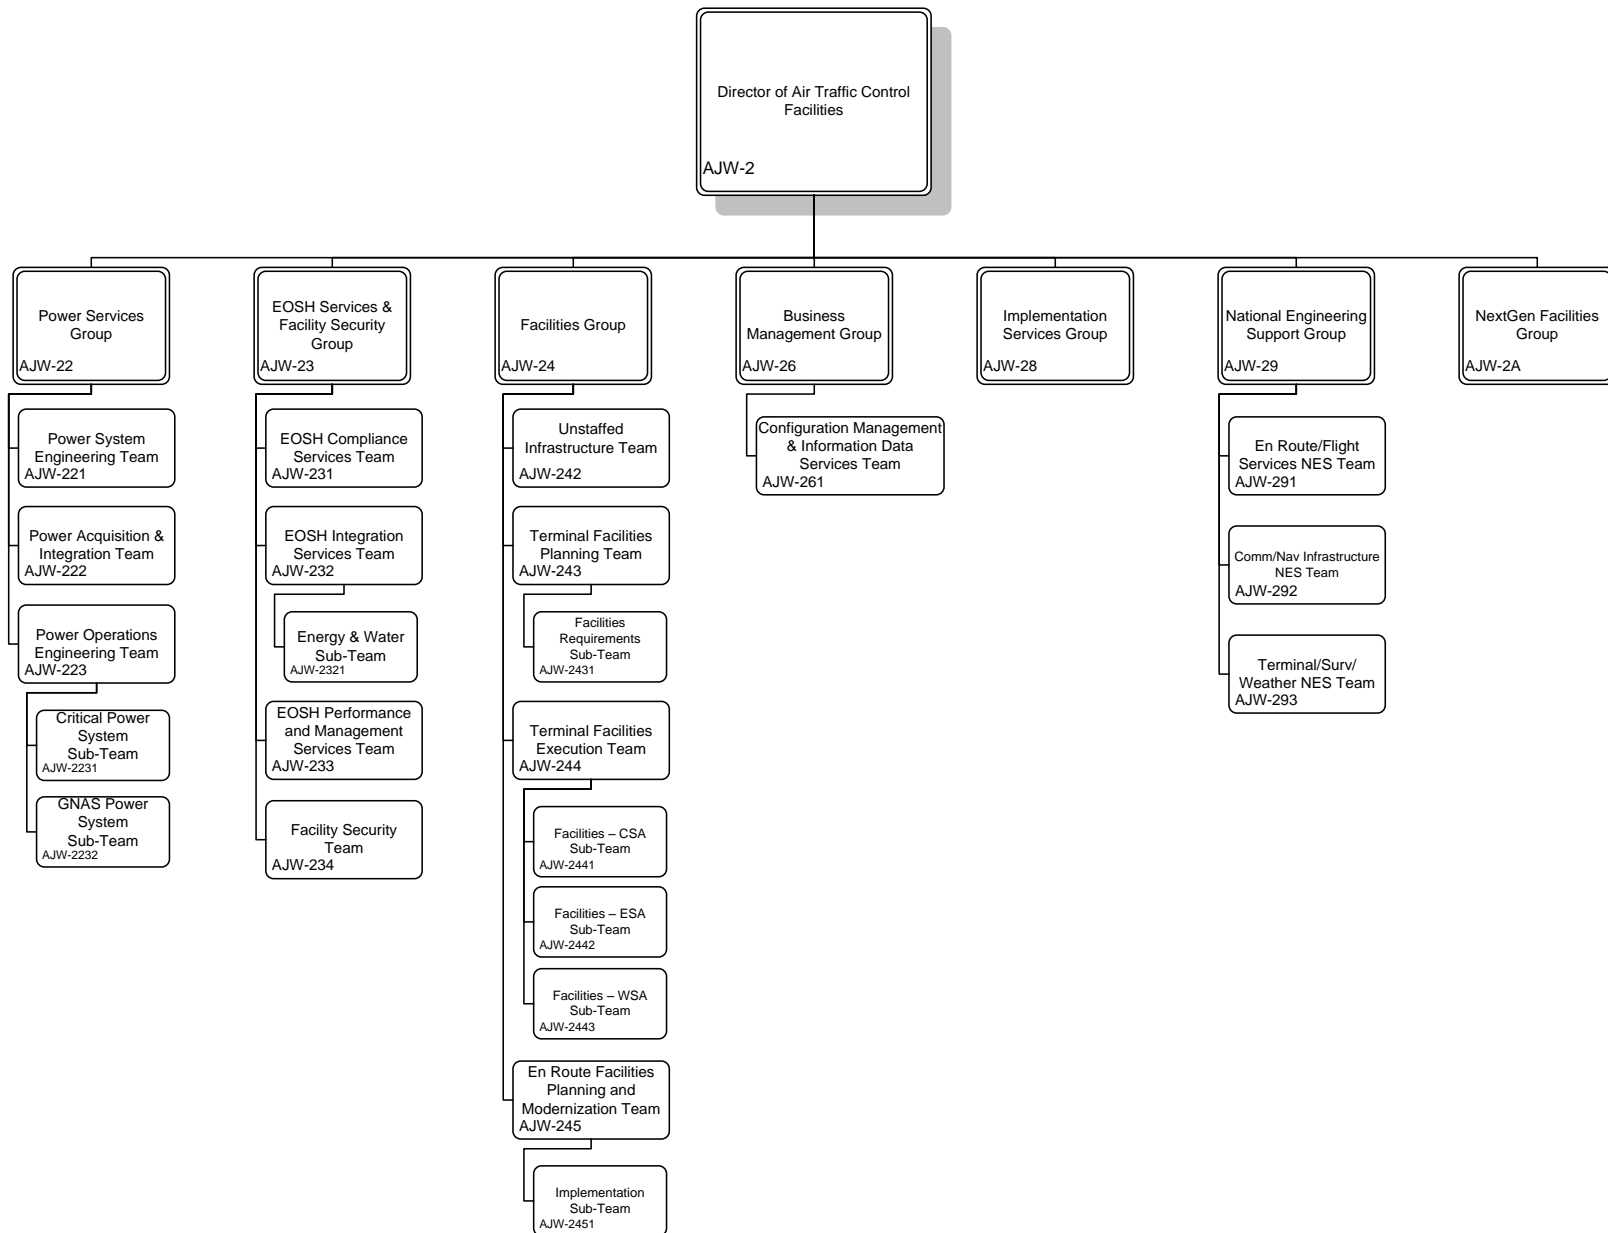 Director of Air Traffic Control
Facilities
AJW-2
Power Services
Group
AJW-22
EOSH Services &
Facility Security
Group
AJW-23
Facilities Group
AJW-24
Business
Management Group
AJW-26
Implementation
Services Group
AJW-28
National Engineering
Support Group
AJW-29
NextGen Facilities
Group
AJW-2A
Power System
Engineering Team
AJW-221
Power Acquisition &
Integration Team
AJW-222
Power Operations
Engineering Team
AJW-223
Critical Power
System
Sub-Team
AJW-2231
GNAS Power
System
Sub-Team
AJW-2232
EOSH Compliance
Services Team
AJW-231
EOSH Integration
Services Team
AJW-232
Energy & Water
Sub-Team
AJW-2321
EOSH Performance
and Management
Services Team
AJW-233
Facility Security
Team
AJW-234
Unstaffed
Infrastructure Team
AJW-242
Terminal Facilities
Planning Team
AJW-243
Facilities
Requirements
Sub-Team
AJW-2431
Terminal Facilities
Execution Team
AJW-244
Facilities – CSA
Sub-Team
AJW-2441
Facilities – ESA
Sub-Team
AJW-2442
Facilities – WSA
Sub-Team
AJW-2443
En Route Facilities
Planning and
Modernization Team
AJW-245
Implementation
Sub-Team
AJW-2451
Configuration Management
& Information Data
Services Team
AJW-261
En Route/Flight
Services NES Team
AJW-291
Comm/Nav Infrastructure
NES Team
AJW-292
Terminal/Surv/
Weather NES Team
AJW-293